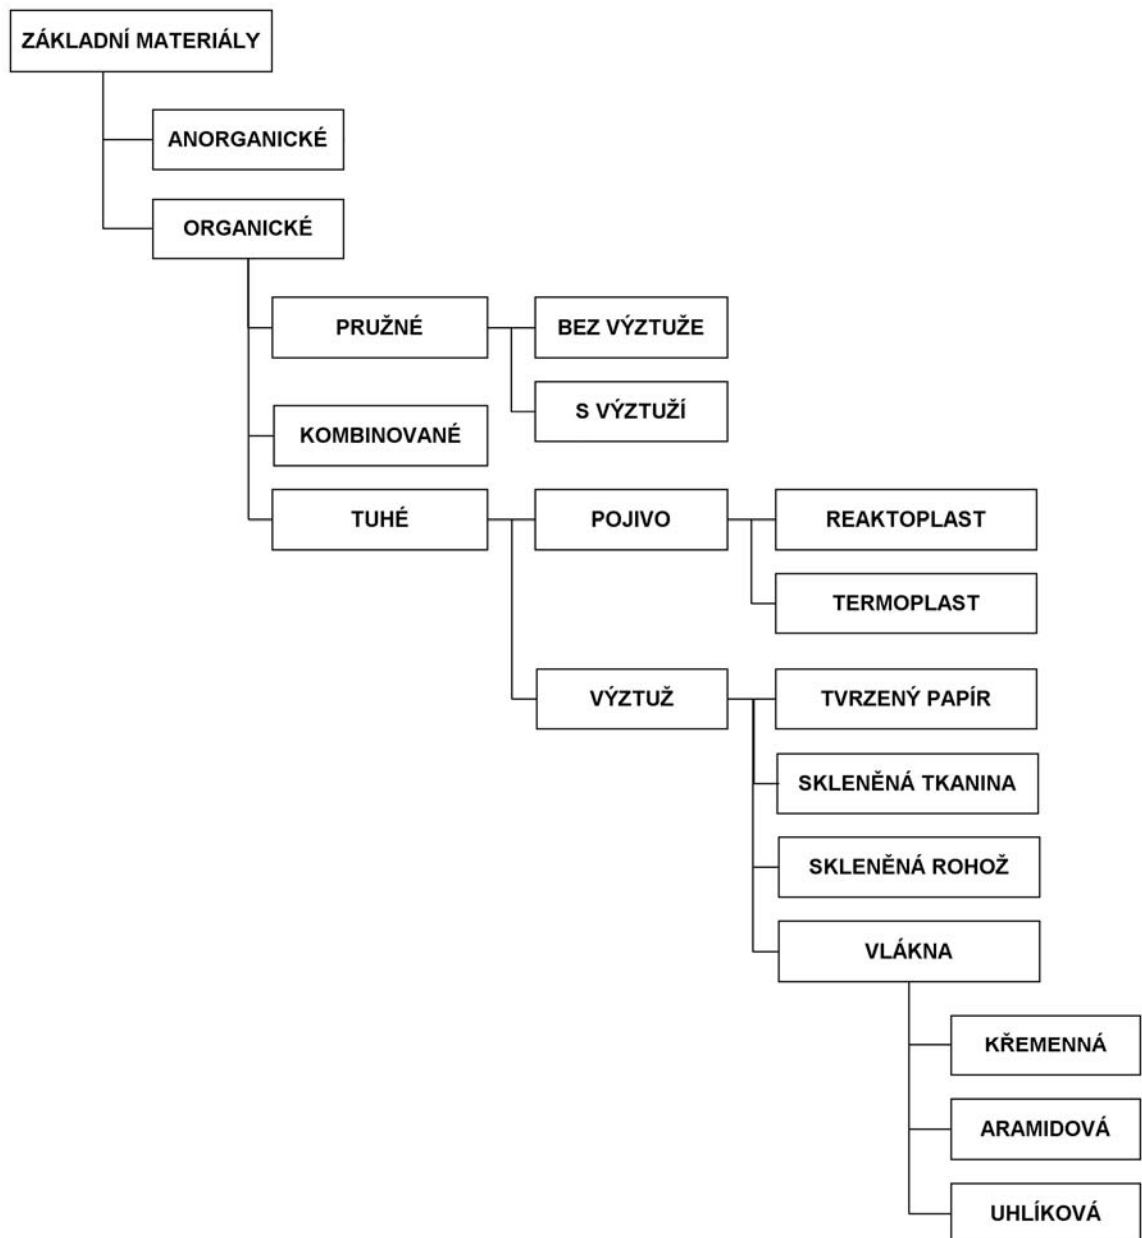 ZÁKLADNÍ MATERIÁLY
ANORGANICKÉ
ORGANICKÉ
PRUŽNÉ
BEZ VÝZTUŽE
S VÝZTUŽÍ
KOMBINOVANÉ
TUHÉ
POJIVO
REAKTOPLAST
TERMOPLAST
VÝZTUŽ
TVRZENÝ PAPÍR
SKLENĚNÁ TKANINA
SKLENĚNÁ ROHOŽ
VLÁKNA
KŘEMENNÁ
ARAMIDOVÁ
UHLÍKOVÁ